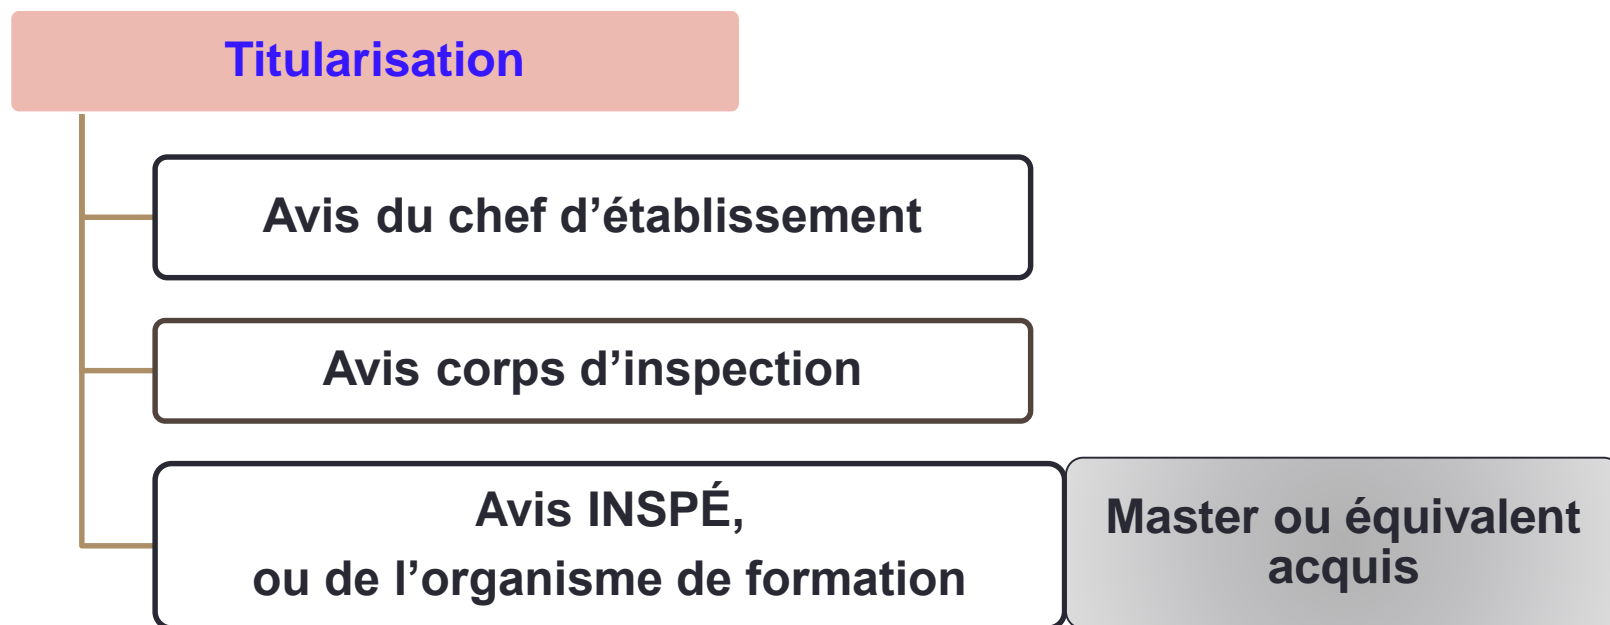 Titularisation
Avis du chef d’établissement
Avis corps d’inspection
Avis INSPÉ,
ou de l’organisme de formation
Master ou équivalent
acquis